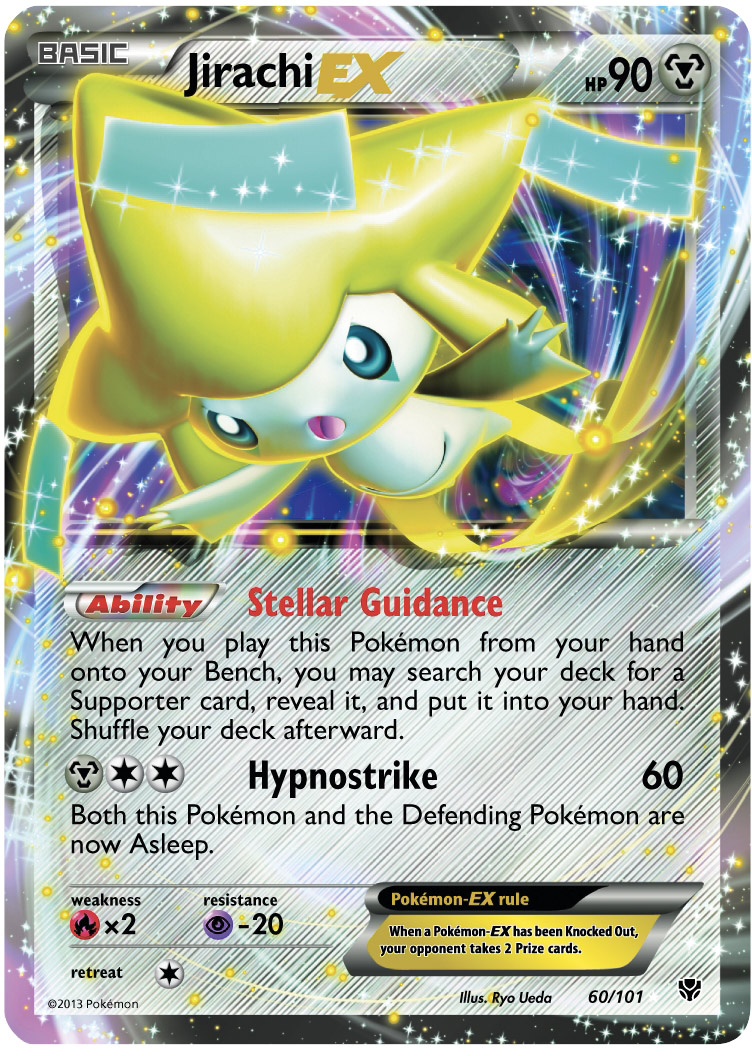 BASIC
Jirachi EX
HP 90
Ability Stellar Guidance
When you play this Pokémon from your hand
onto your Bench, you may search your deck for a
Supporter card, reveal it, and put it into your hand.
Shuffle your deck afterward.
Hypnostrike 60
Both this Pokémon and the Defending Pokémon are
now Asleep.
weakness resistance
×2 -20
Pokémon-EX rule
When a Pokémon-EX has been Knocked Out,
your opponent takes 2 Prize cards.
retreat
©2013 Pokémon
Illus. Ryo Ueda 60/101